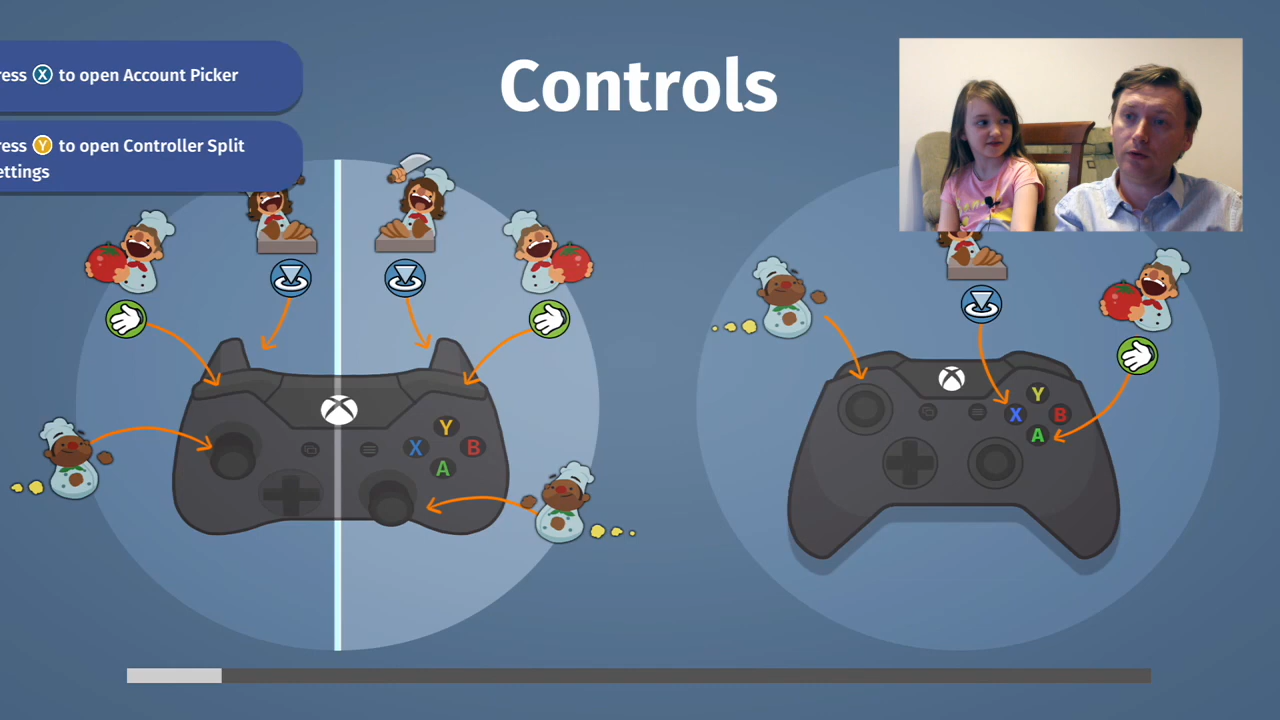 ress X to open Account Picker
ress Y to open Controller Split
ettings
Controls
Y
X B
A
Y
X B
A